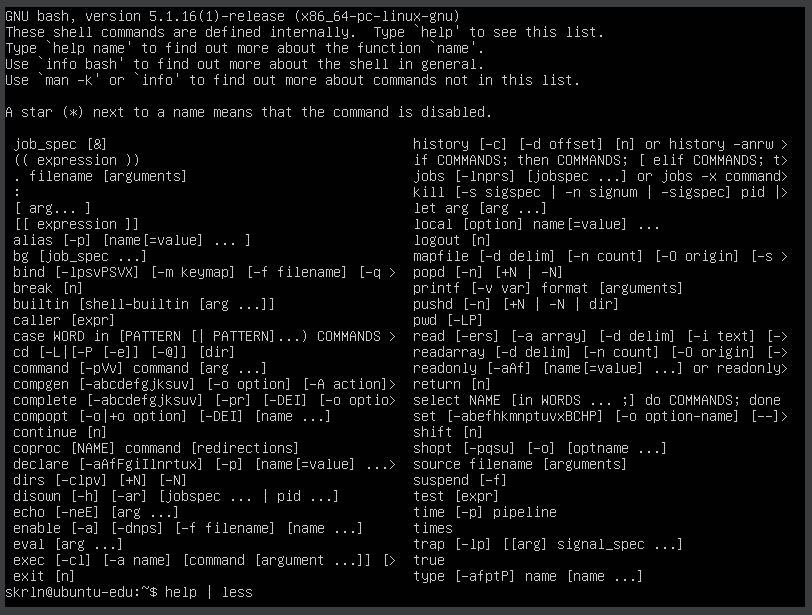 GNU bash, version 5.1.16(1)-release (x86_64-pc-linux-gnu)
These shell commands are defined internally.  Type `help' to see this list.
Type `help name' to find out more about the function `name'.
Use `info bash' to find out more about the shell in general.
Use `man -k' or `info' to find out more about commands not in this list.

A star (*) next to a name means that the command is disabled.

 job_spec [&]                                       history [-c] [-d offset] [n] or history -anrw >
 (( expression ))                                   if COMMANDS; then COMMANDS; [ elif COMMANDS; t>
 . filename [arguments]                             jobs [-lnprs] [jobspec ...] or jobs -x command>
 :                                                  kill [-s sigspec | -n signum | -sigspec] pid |>
 [ arg... ]                                         let arg [arg ...]
 [[ expression ]]                                   local [option] name[=value] ...
 alias [-p] [name[=value] ... ]                     logout [n]
 bg [job_spec ...]                                  mapfile [-d delim] [-n count] [-O origin] [-s >
 bind [-lpsvPSVX] [-m keymap] [-f filename] [-q >   popd [-n] [+N | -N]
 break [n]                                          printf [-v var] format [arguments]
 builtin [shell-builtin [arg ...]]                  pushd [-n] [+N | -N | dir]
 caller [expr]                                      pwd [-LP]
 case WORD in [PATTERN [| PATTERN]...) COMMANDS >   read [-ers] [-a array] [-d delim] [-i text] [->
 cd [-L|[-P [-e]] [-@]] [dir]                       readarray [-d delim] [-n count] [-O origin] [->
 command [-pVv] command [arg ...]                   readonly [-aAf] [name[=value] ...] or readonly>
 compgen [-abcdefgjksuv] [-o option] [-A action]>   return [n]
 complete [-abcdefgjksuv] [-pr] [-DEI] [-o optio>   select NAME [in WORDS ... ;] do COMMANDS; done
 compopt [-o|+o option] [-DEI] [name ...]           set [-abefhkmnptuvxBCHP] [-o option-name] [--]>
 continue [n]                                       shift [n]
 coproc [NAME] command [redirections]               shopt [-pqsu] [-o] [optname ...]
 declare [-aAfFgiIlnrtux] [-p] [name[=value] ...>   source filename [arguments]
 dirs [-clpv] [+N] [-N]                             suspend [-f]
 disown [-h] [-ar] [jobspec ... | pid ...]          test [expr]
 echo [-neE] [arg ...]                              time [-p] pipeline
 enable [-a] [-dnps] [-f filename] [name ...]       times
 eval [arg ...]                                     trap [-lp] [[arg] signal_spec ...]
 exec [-cl] [-a name] [command [argument ...]] [>   true
 exit [n]                                           type [-afptP] name [name ...]
skrln@ubuntu-edu:~$ help | less